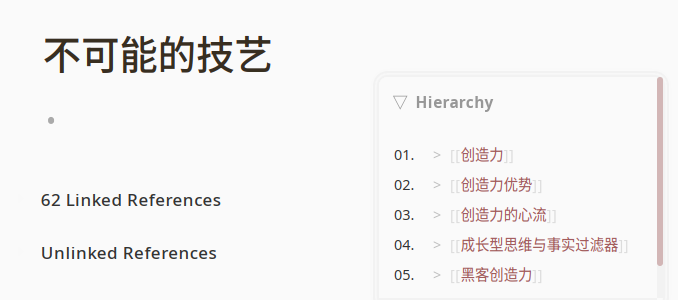 不可能的技艺
▽ Hierarchy
01. > [[创造力]]
02. > [[创造力优势]]
03. > [[创造力的心流]]
04. > [[成长型思维与事实过滤器]]
05. > [[黑客创造力]]
62 Linked References
Unlinked References